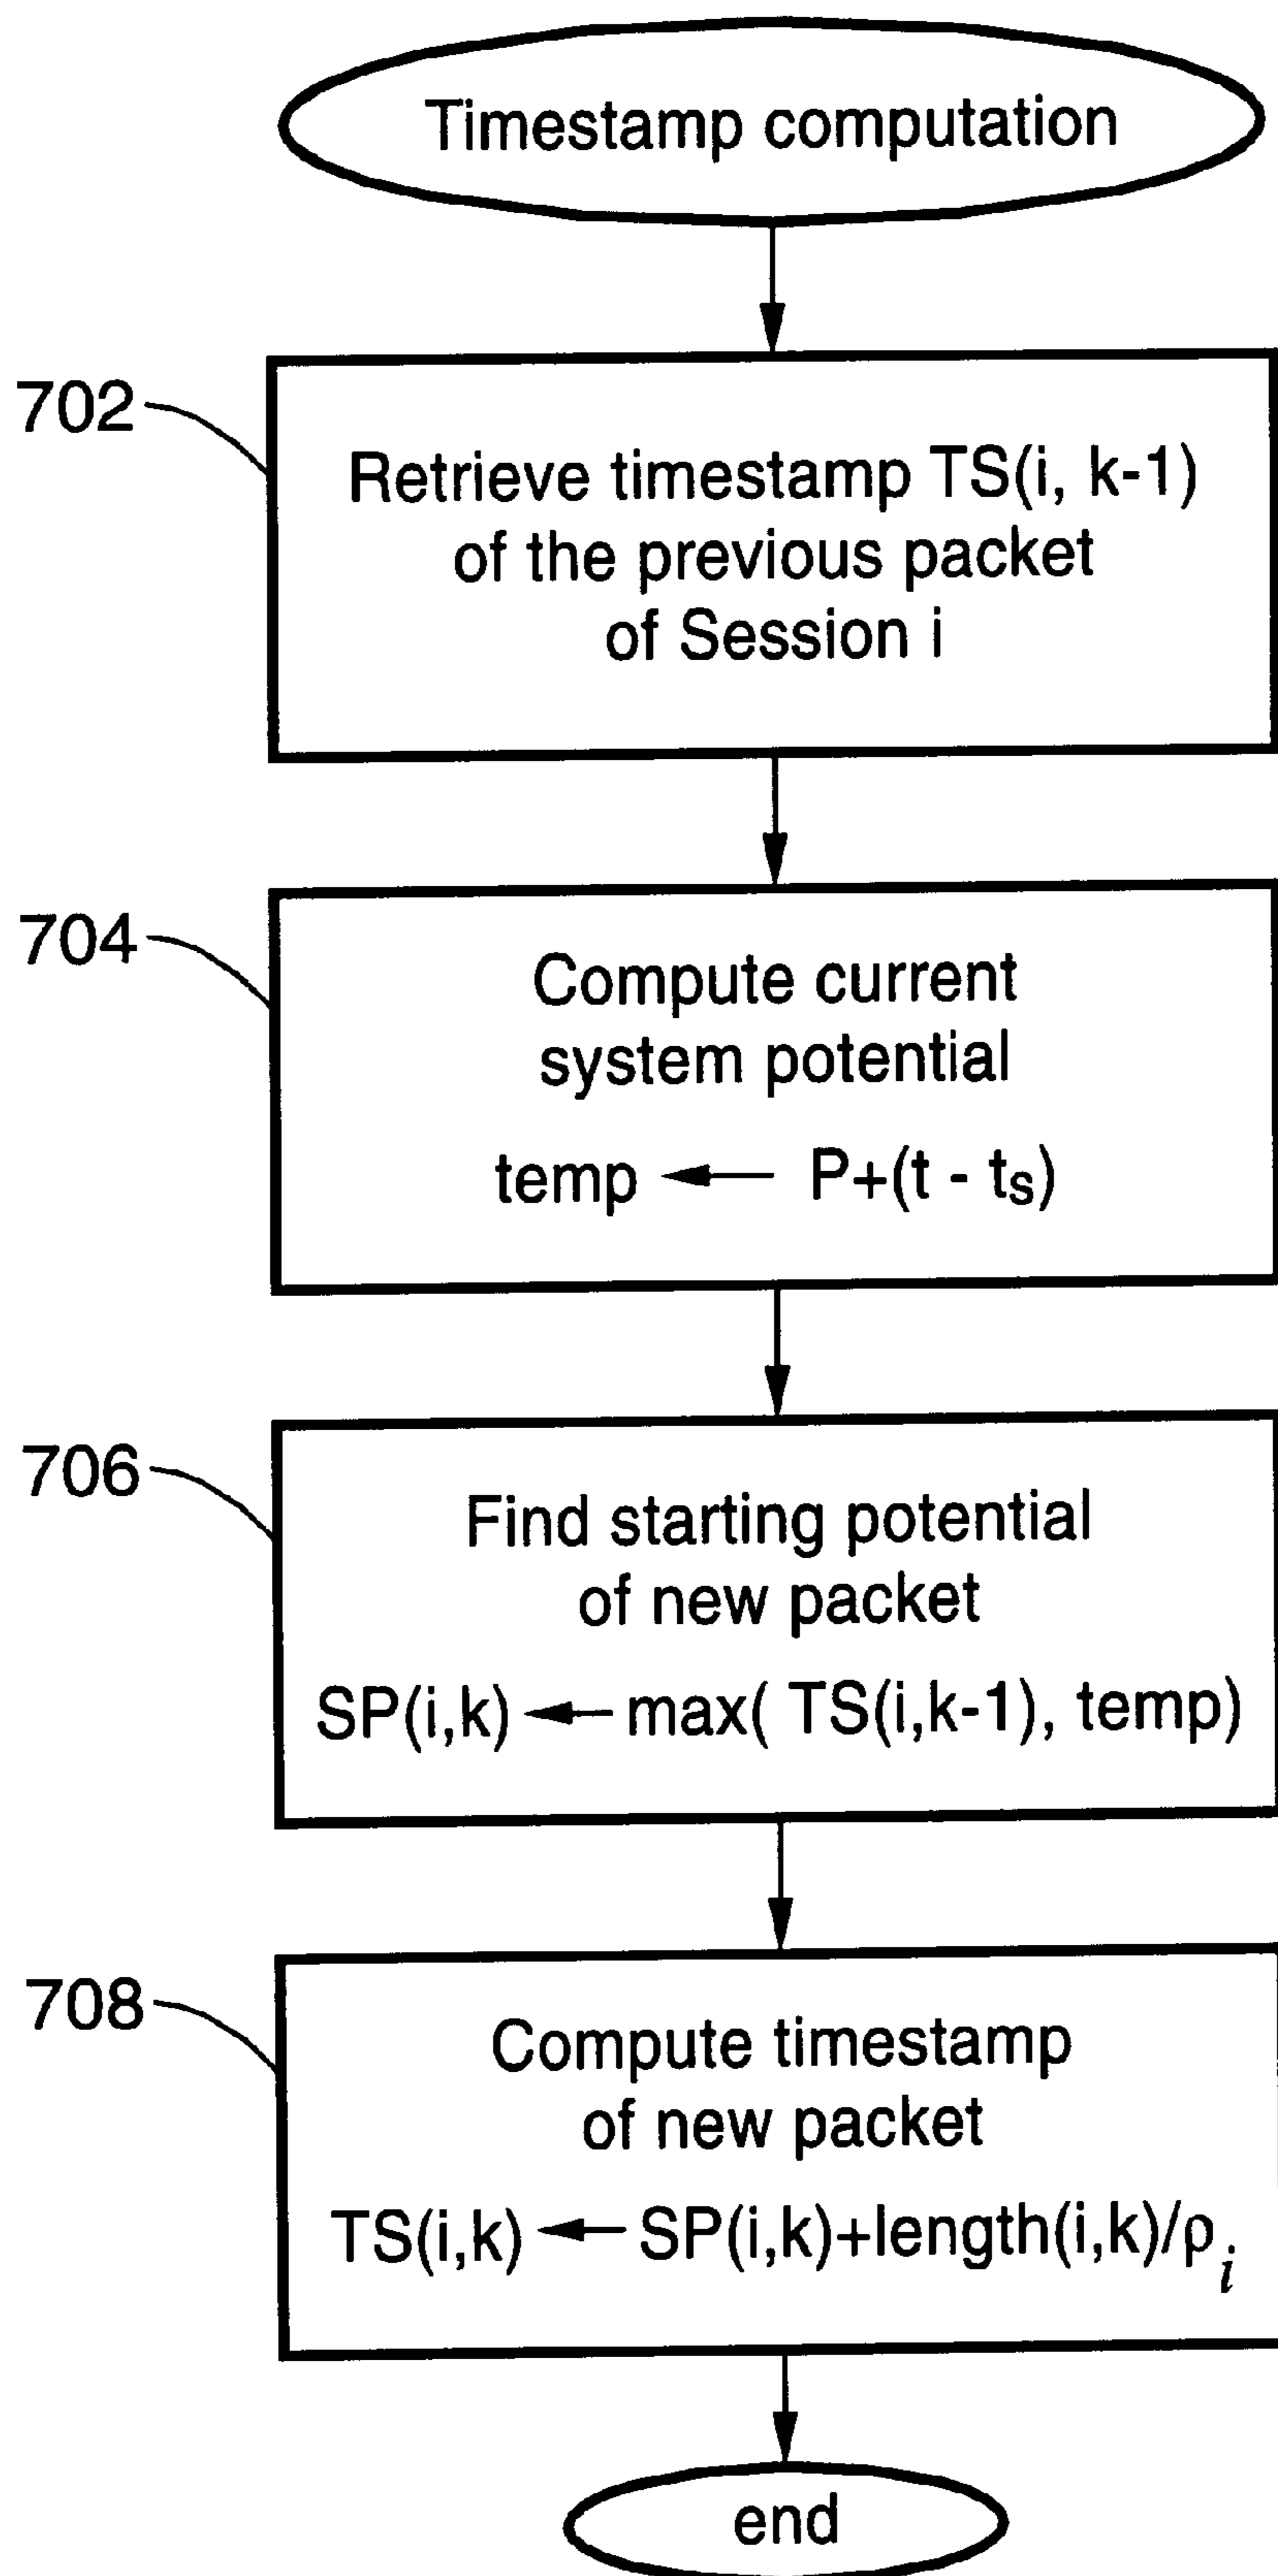 Timestamp computation
702
Retrieve timestamp TS(i, k-1)
of the previous packet
of Session i
704
Compute current
system potential
temp ← P+(t - ts)
706
Find starting potential
of new packet
SP(i,k) ← max( TS(i,k-1), temp)
708
Compute timestamp
of new packet
TS(i,k) ← SP(i,k)+length(i,k)/ρi
end